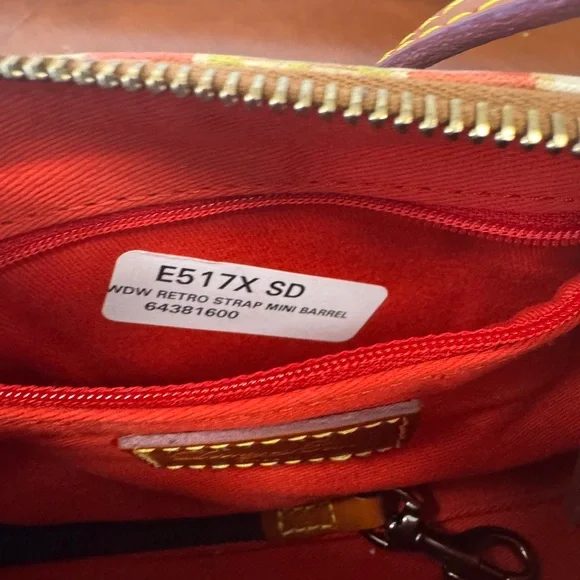 E517X SD
WDW RETRO STRAP MINI BARREL
64381600